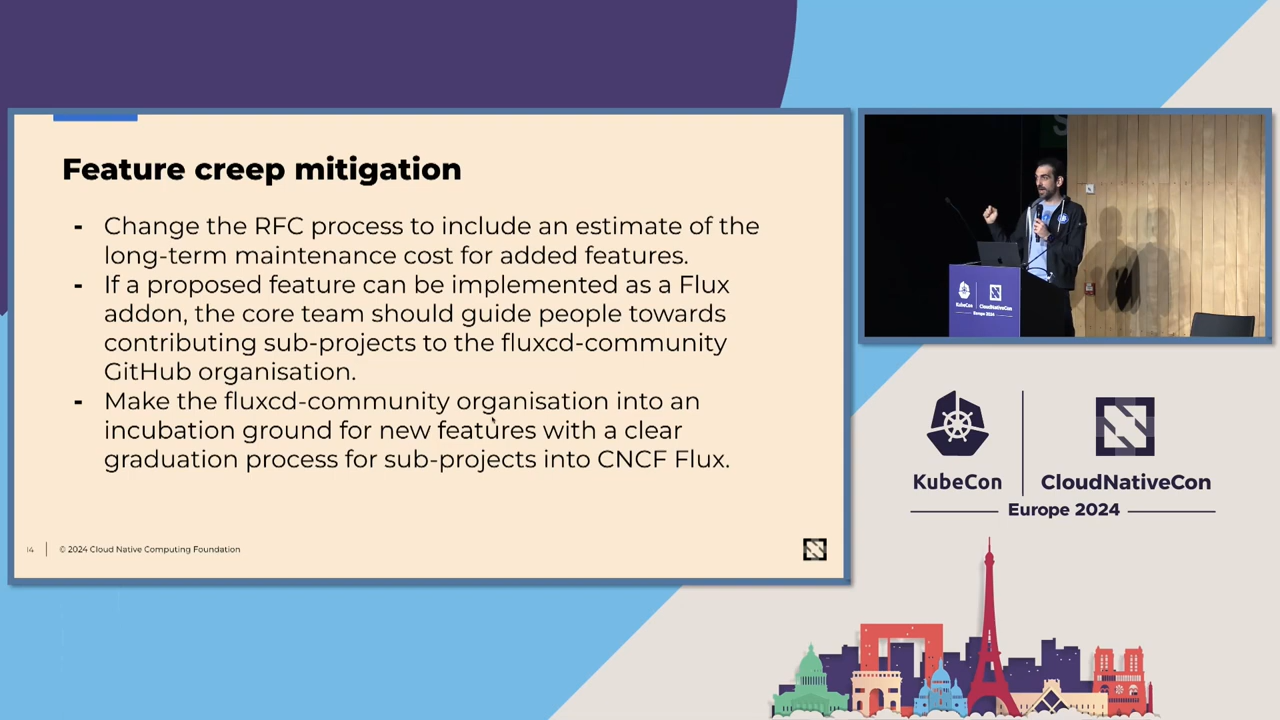 Feature creep mitigation
- Change the RFC process to include an estimate of the
long-term maintenance cost for added features.
- If a proposed feature can be implemented as a Flux
addon, the core team should guide people towards
contributing sub-projects to the fluxcd-community
GitHub organisation.
- Make the fluxcd-community organisation into an
incubation ground for new features with a clear
graduation process for sub-projects into CNCF Flux.
14
© 2024 Cloud Native Computing Foundation
KubeCon
CloudNativeCon
Europe 2024
KubeCon
CloudNativeCon
Europe 2024